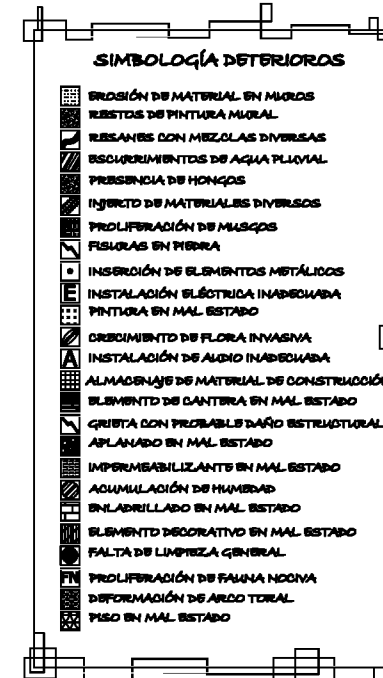 SIMBOLOGÍA DETERIOROS
EROSIÓN DE MATERIAL EN MUROS
RESTOS DE PINTURA MURAL
RESANES CON MEZCLAS DIVERSAS
ESCURRIMIENTOS DE AGUA PLUVIAL
PRESENCIA DE HONGOS
INJERTO DE MATERIALES DIVERSOS
PROLIFERACIÓN DE MUSGOS
FISURAS EN PIEDRA
INSERCIÓN DE ELEMENTOS METÁLICOS
E INSTALACIÓN ELÉCTRICA INADECUADA
PINTURA EN MAL ESTADO
CRECIMIENTO DE FLORA INVASIVA
A INSTALACIÓN DE AUDIO INADECUADA
ALMACENAJE DE MATERIAL DE CONSTRUCCIÓN
ELEMENTO DE CANTERA EN MAL ESTADO
GRIETA CON PROBABLE DAÑO ESTRUCTURAL
APLANADO EN MAL ESTADO
IMPERMEABILIZANTE EN MAL ESTADO
ACUMULACIÓN DE HUMEDAD
ENLADRILLADO EN MAL ESTADO
ELEMENTO DECORATIVO EN MAL ESTADO
FALTA DE LIMPIEZA GENERAL
FN PROLIFERACIÓN DE FAUNA NOCIVA
DEFORMACIÓN DE ARCO TORAL
PISO EN MAL ESTADO